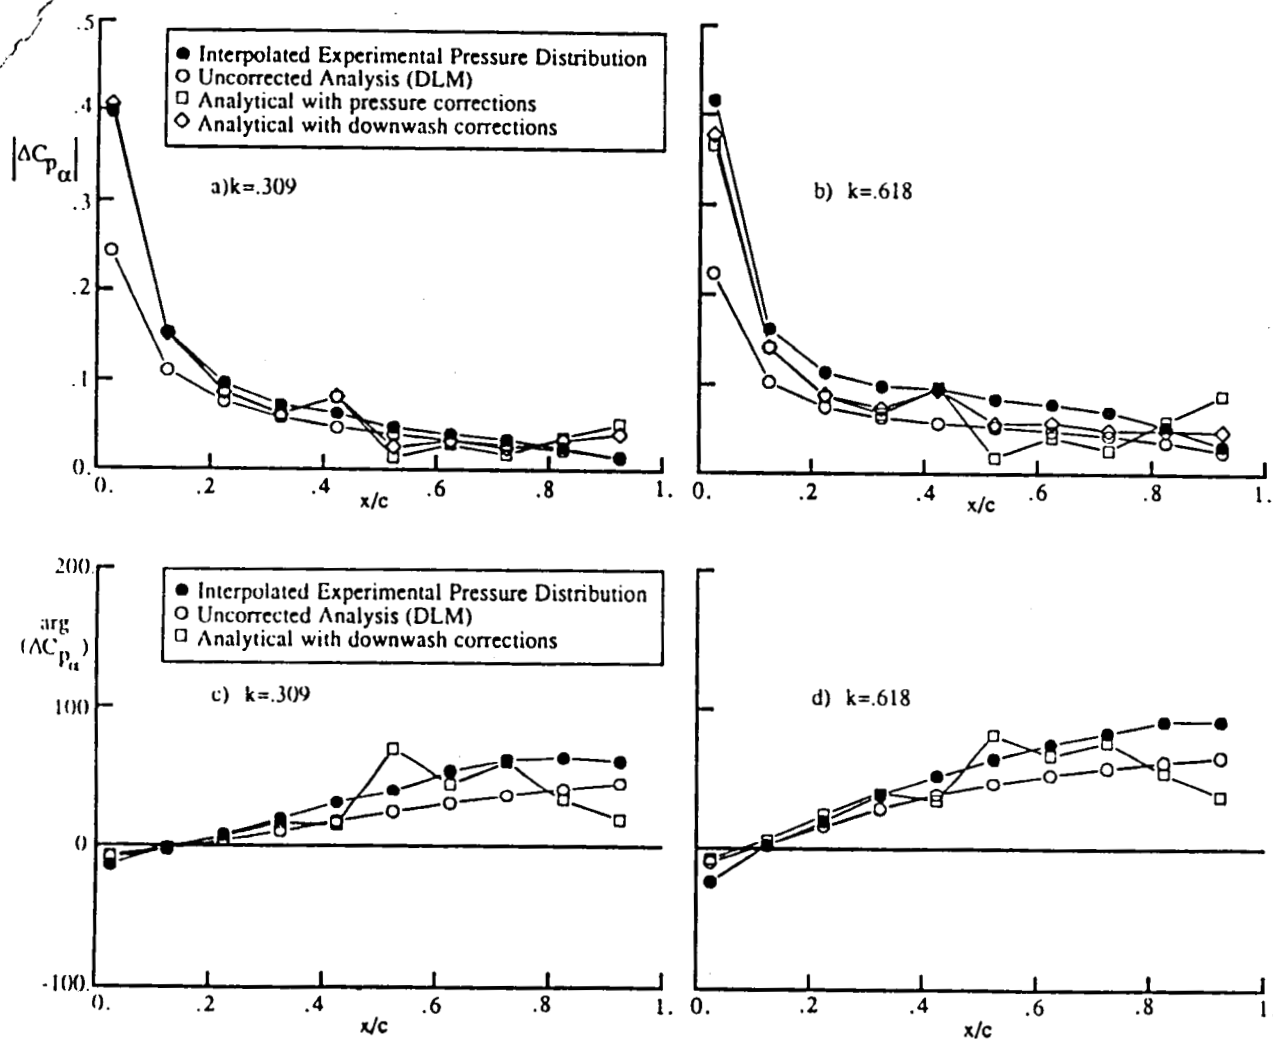 .5
● Interpolated Experimental Pressure Distribution
○ Uncorrected Analysis (DLM)
□ Analytical with pressure corrections
◇ Analytical with downwash corrections
.4
|ΔCpα|
a)k=.309
b) k=.618
.3
.2
.1
0.
0. .2 .4 .6 .8 1.
x/c
0. .2 .4 .6 .8 1.
x/c
200.
● Interpolated Experimental Pressure Distribution
○ Uncorrected Analysis (DLM)
□ Analytical with downwash corrections
arg
(ΔCpα)
c) k=.309
d) k=.618
100
0
-100.
0. .2 .4 .6 .8 1.
x/c
0. .2 .4 .6 .8 1
x/c